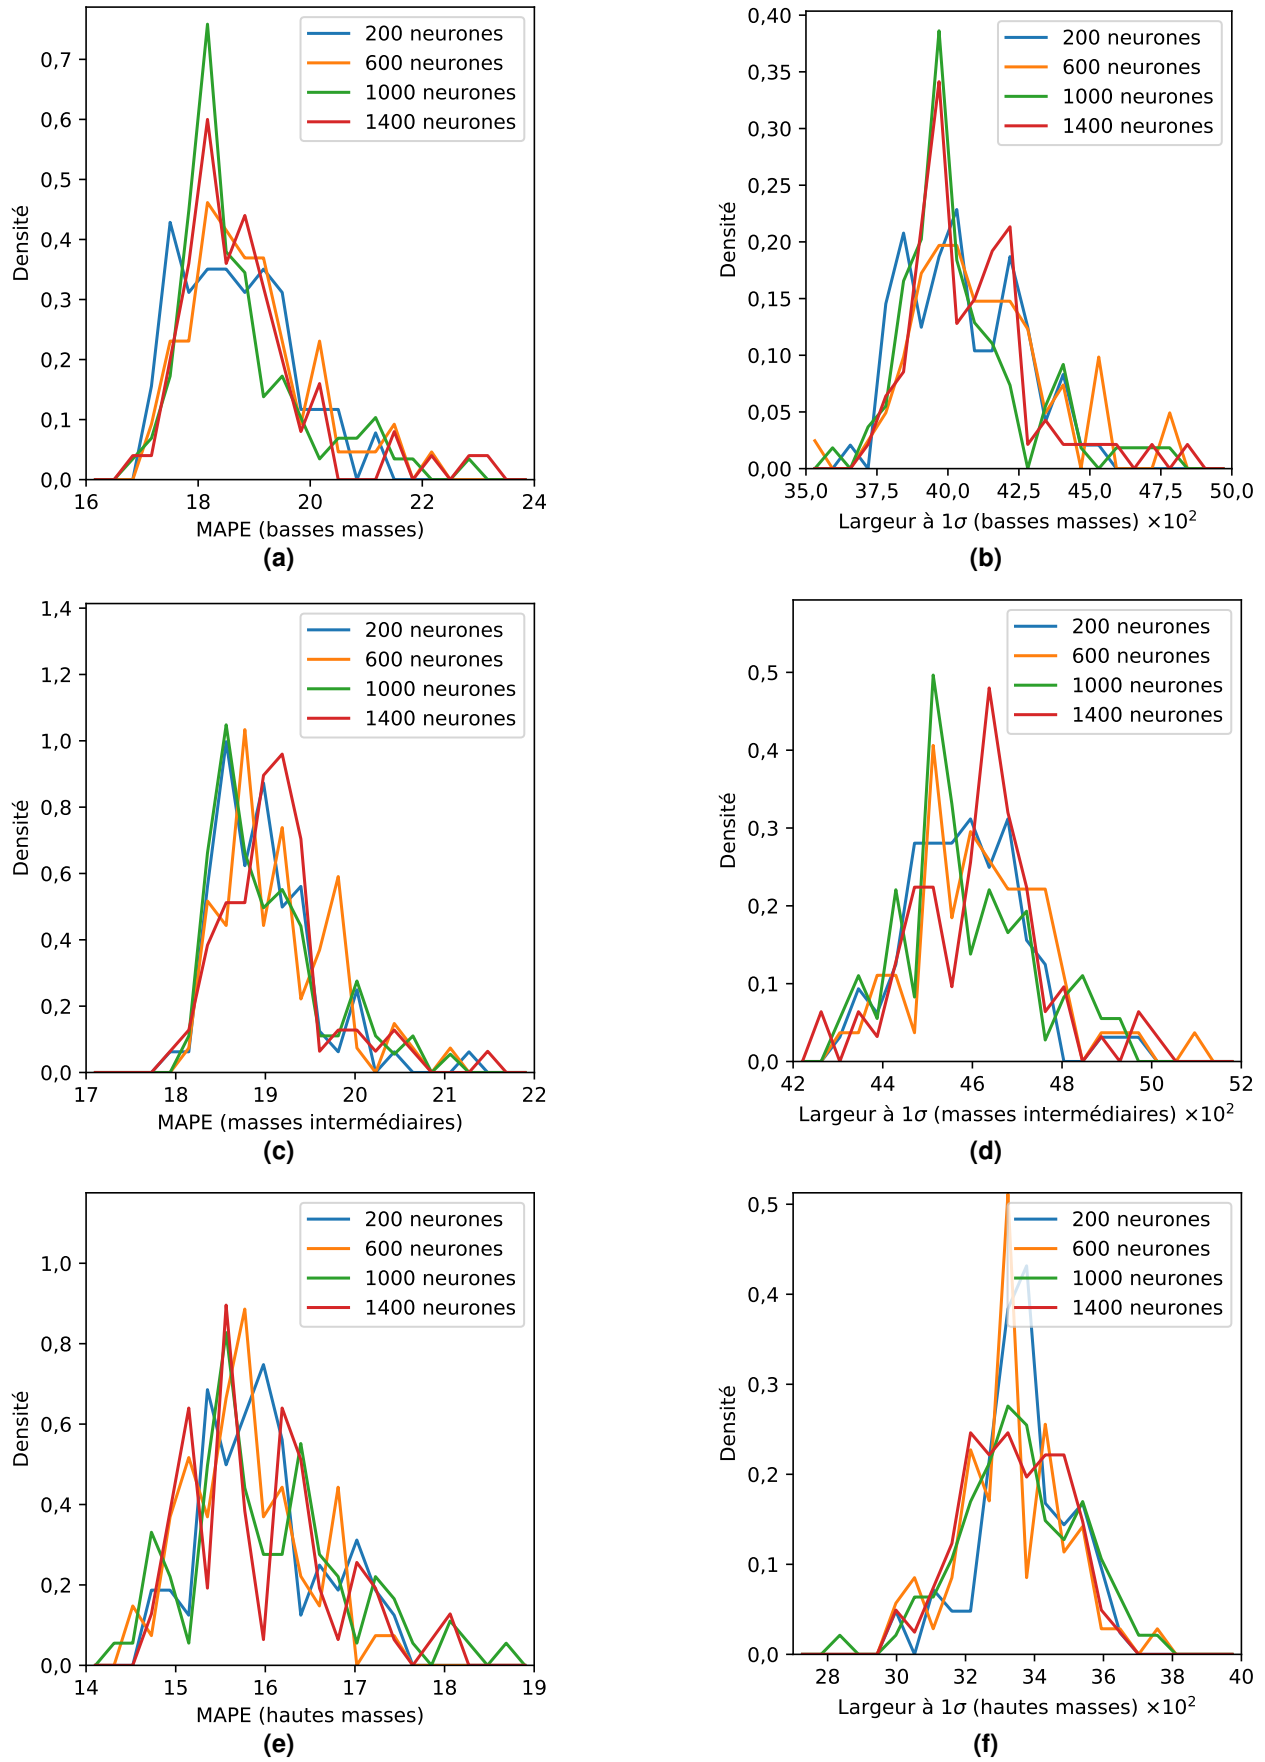 0,7
0,6
0,5
0,4
0,3
0,2
0,1
0,0
Densité
200 neurones
600 neurones
1000 neurones
1400 neurones
16 18 20 22 24
MAPE (basses masses)
(a)
0,40
0,35
0,30
0,25
0,20
0,15
0,10
0,05
0,00
Densité
200 neurones
600 neurones
1000 neurones
1400 neurones
35,0 37,5 40,0 42,5 45,0 47,5 50,0
Largeur à 1σ (basses masses) ×10²
(b)
1,4
1,2
1,0
0,8
0,6
0,4
0,2
0,0
Densité
200 neurones
600 neurones
1000 neurones
1400 neurones
17 18 19 20 21 22
MAPE (masses intermédiaires)
(c)
0,5
0,4
0,3
0,2
0,1
0,0
Densité
200 neurones
600 neurones
1000 neurones
1400 neurones
42 44 46 48 50 52
Largeur à 1σ (masses intermédiaires) ×10²
(d)
1,0
0,8
0,6
0,4
0,2
0,0
Densité
200 neurones
600 neurones
1000 neurones
1400 neurones
14 15 16 17 18 19
MAPE (hautes masses)
(e)
0,5
0,4
0,3
0,2
0,1
0,0
Densité
200 neurones
600 neurones
1000 neurones
1400 neurones
28 30 32 34 36 38 40
Largeur à 1σ (hautes masses) ×10²
(f)